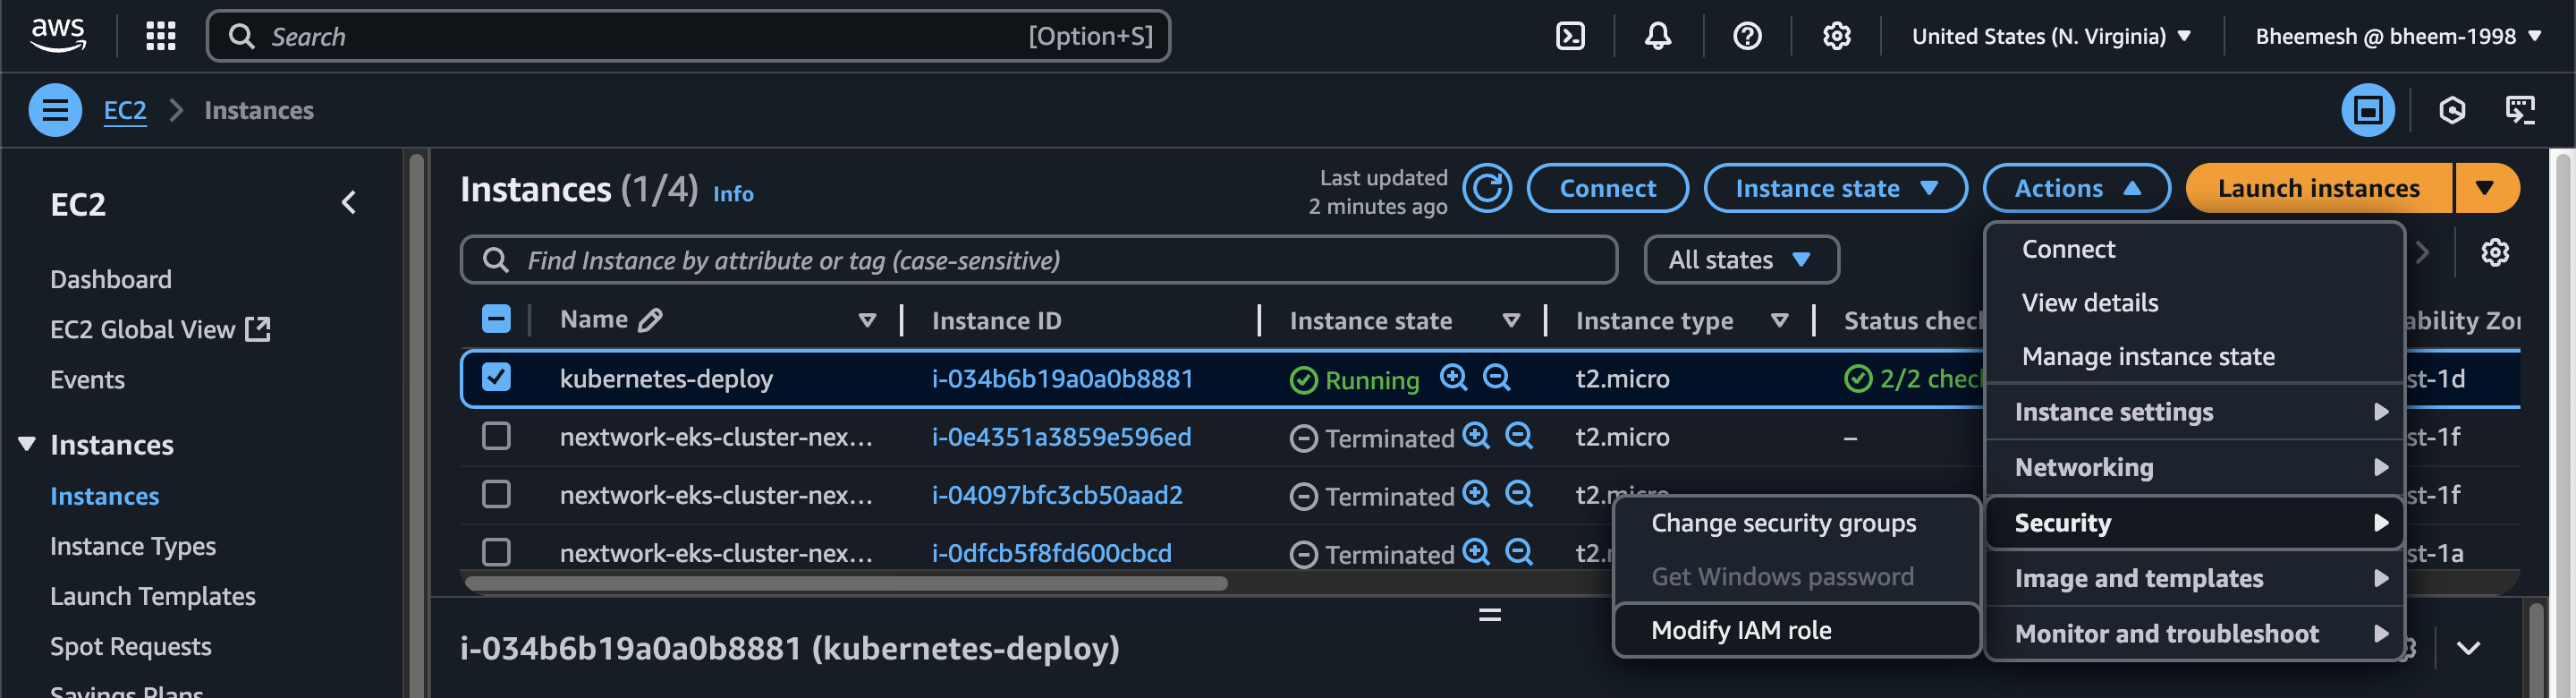 aws
Search [Option+S]
United States (N. Virginia)
Bheemesh @ bheem-1998
EC2
Instances
EC2
Dashboard
EC2 Global View
Events
Instances
Instances
Instance Types
Launch Templates
Spot Requests
Savings Plans
Instances (1/4) Info
Last updated
2 minutes ago
Connect
Instance state
Actions
Launch instances
Find Instance by attribute or tag (case-sensitive)
All states
Name Instance ID Instance state Instance type Status chec ability Zo
kubernetes-deploy i-034b6b19a0a0b8881 Running t2.micro 2/2 chec st-1d
nextwork-eks-cluster-nex... i-0e4351a3859e596ed Terminated t2.micro – st-1f
nextwork-eks-cluster-nex... i-04097bfc3cb50aad2 Terminated t2.micro st-1f
nextwork-eks-cluster-nex... i-0dfcb5f8fd600cbcd Terminated t2. st-1a
Connect
View details
Manage instance state
Instance settings
Networking
Security
Image and templates
Monitor and troubleshoot
Change security groups
Get Windows password
Modify IAM role
i-034b6b19a0a0b8881 (kubernetes-deploy)